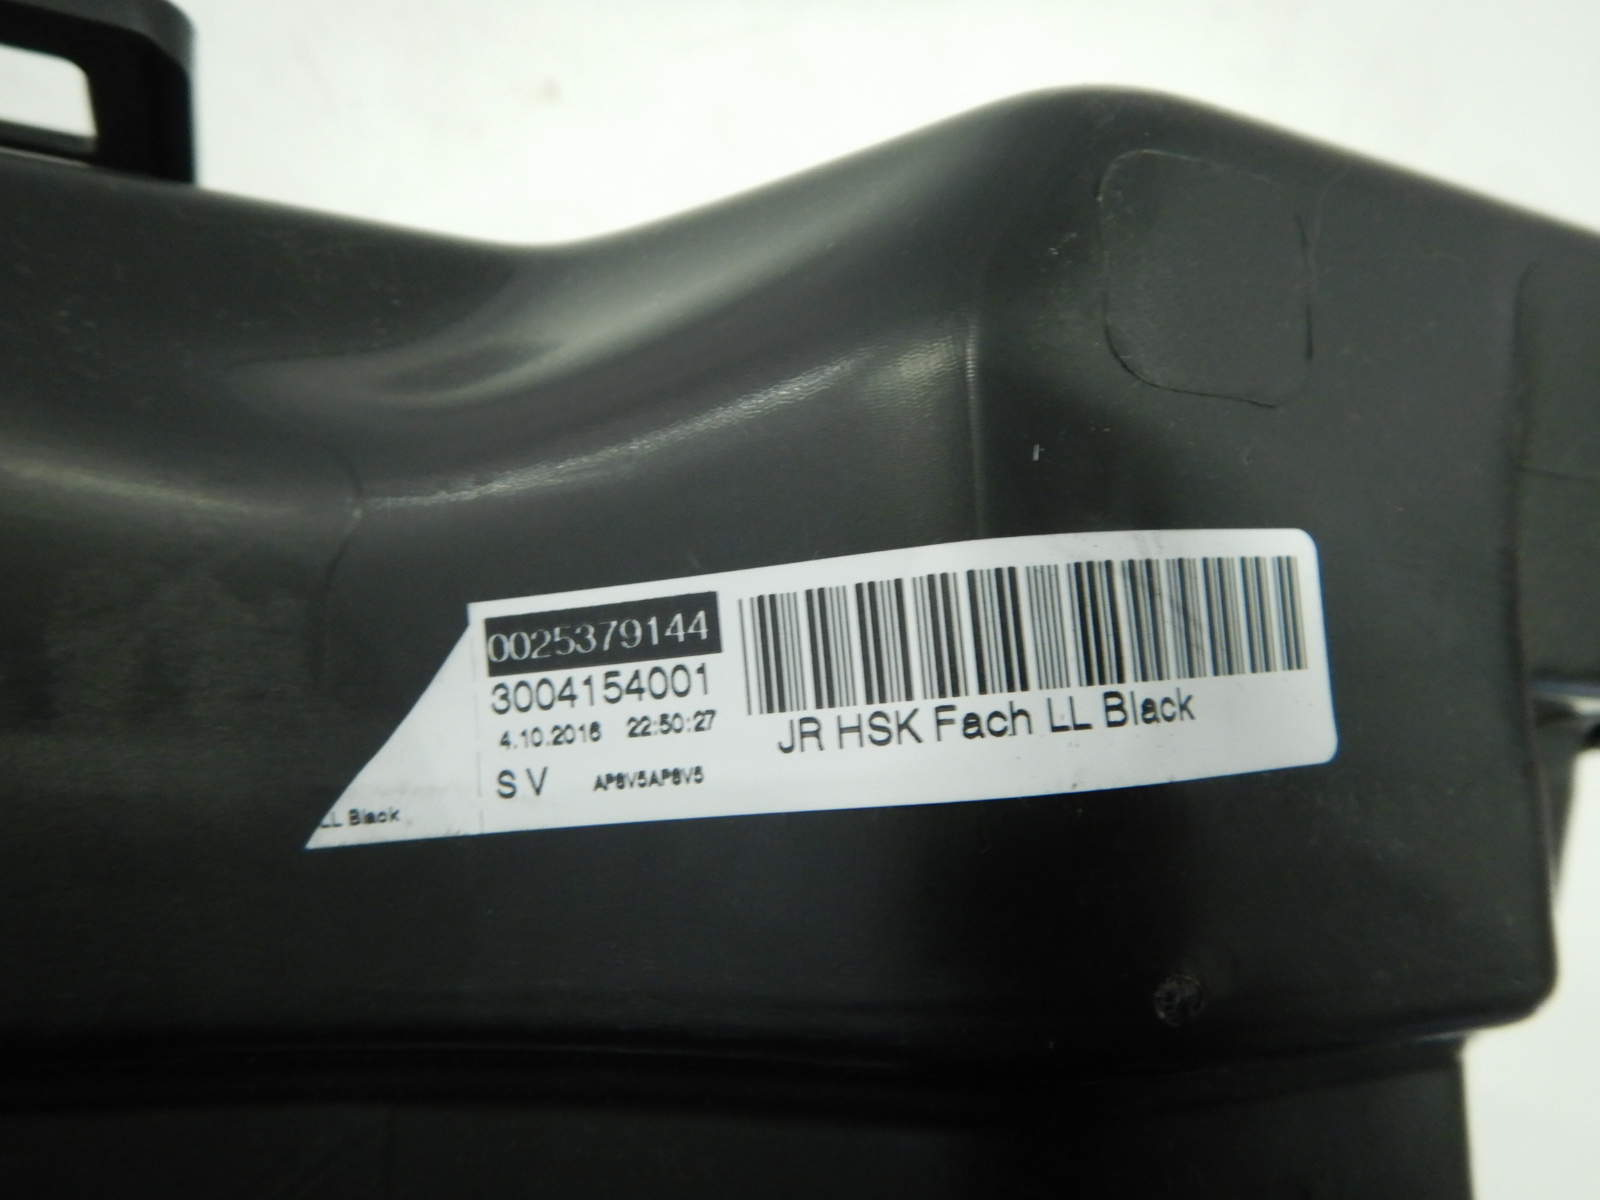 0025379144
3004154001
4.10.2016 22:50:27
S V AP8V5AP8V5
JR HSK Fach LL Black
LL Black